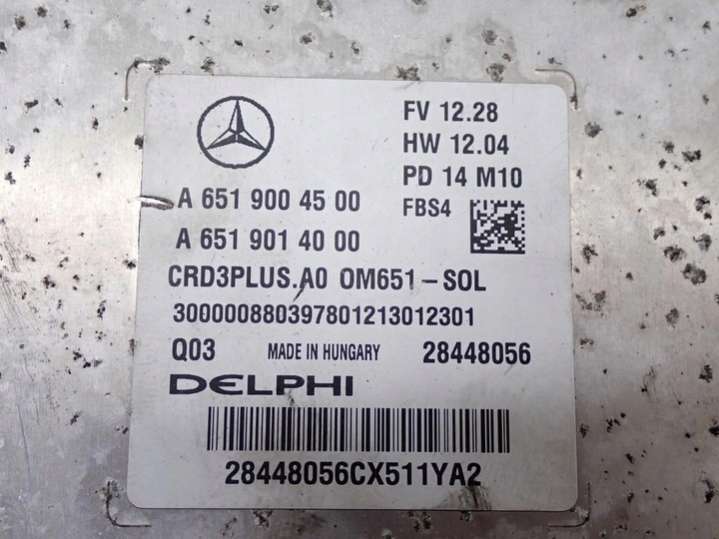 FV 12.28
HW 12.04
PD 14 M10
FBS4
A 651 900 45 00
A 651 901 40 00
CRD3PLUS.A0 OM651-SOL
300000880397801213012301
Q03 MADE IN HUNGARY 28448056
DELPHI
28448056CX511YA2